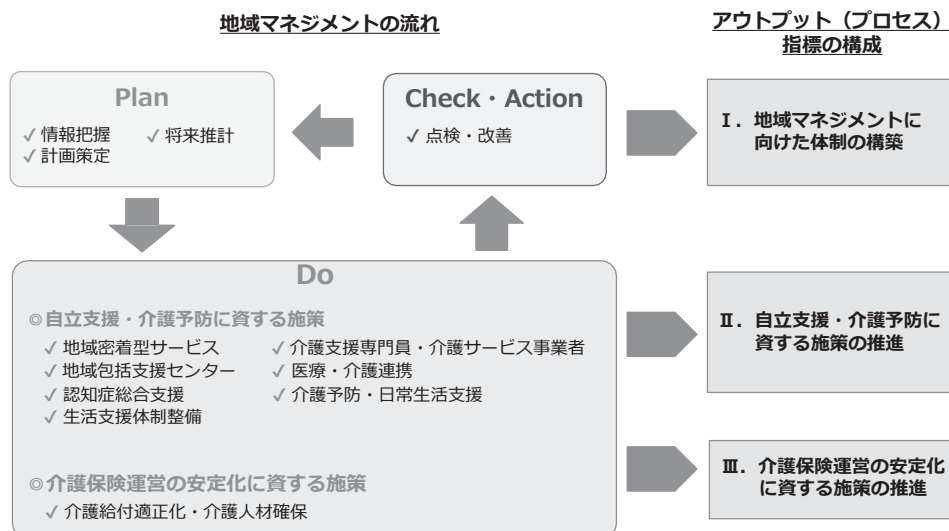 地域マネジメントの流れ
アウトプット（プロセス）
指標の構成
Plan
✓ 情報把握　✓ 将来推計
✓ 計画策定
Check・Action
✓ 点検・改善
Ⅰ．地域マネジメントに
向けた体制の構築
Do
◎自立支援・介護予防に資する施策
✓ 地域密着型サービス　✓ 介護支援専門員・介護サービス事業者
✓ 地域包括支援センター　✓ 医療・介護連携
✓ 認知症総合支援　✓ 介護予防・日常生活支援
✓ 生活支援体制整備
◎介護保険運営の安定化に資する施策
✓ 介護給付適正化・介護人材確保
Ⅱ．自立支援・介護予防に
資する施策の推進
Ⅲ．介護保険運営の安定化
に資する施策の推進